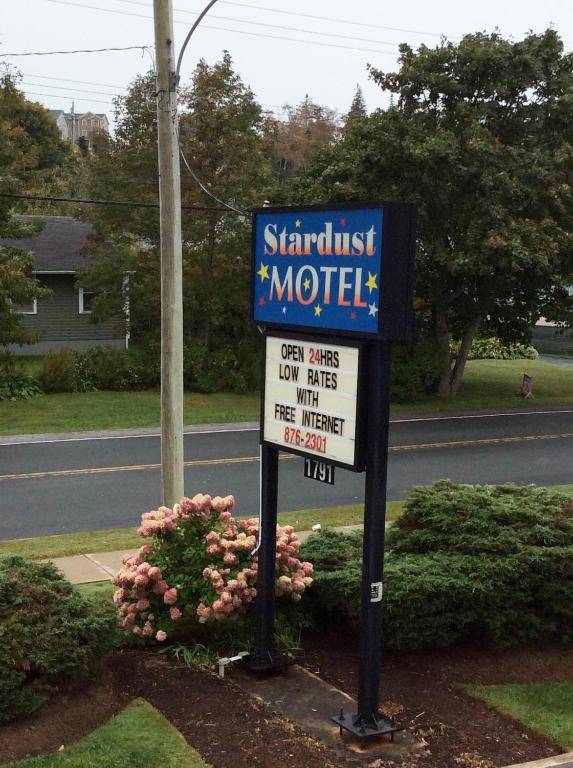 Stardust
MOTEL
OPEN 24HRS
LOW RATES
WITH
FREE INTERNET
876-2301
1791